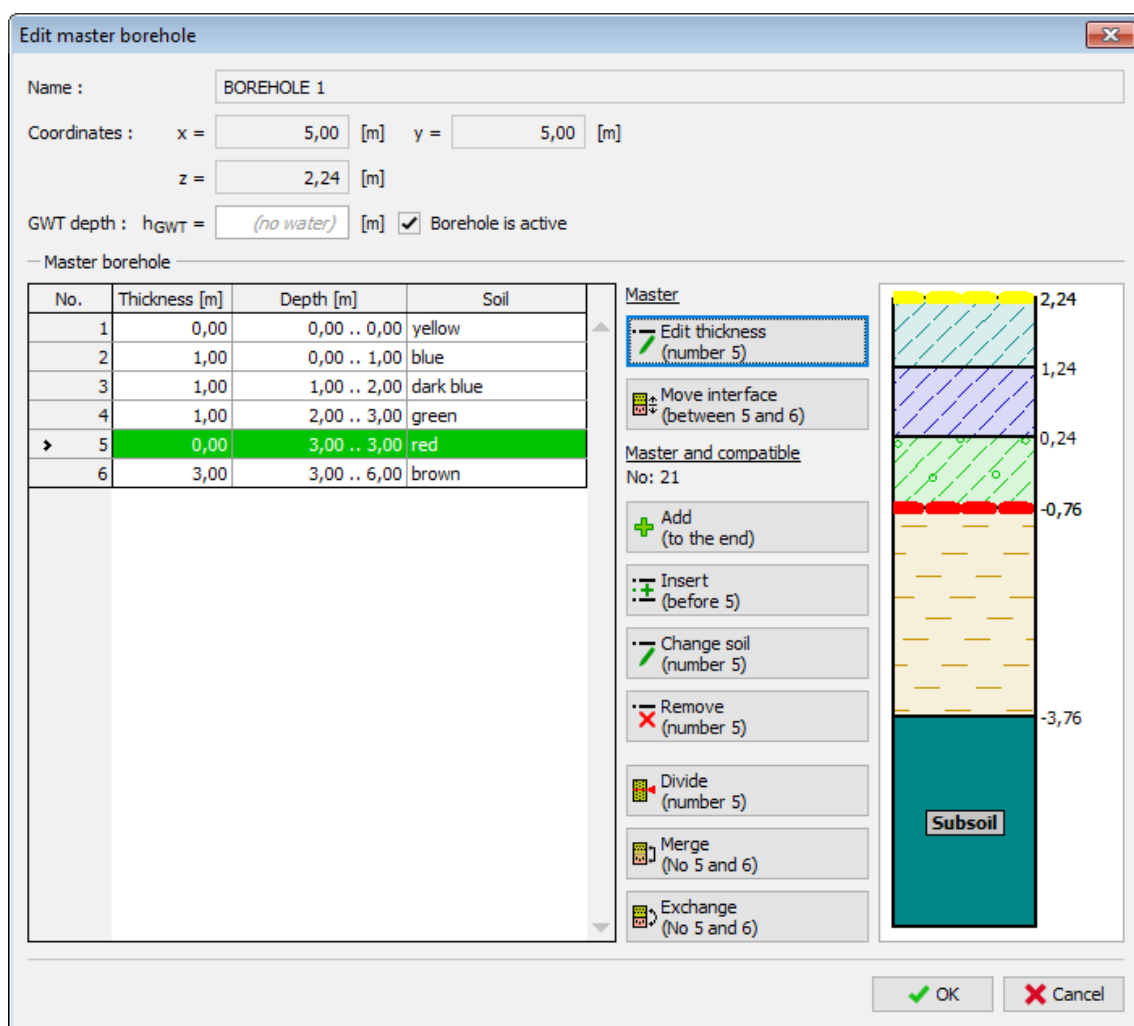 Edit master borehole
Name : BOREHOLE 1
Coordinates : x = 5,00 [m] y = 5,00 [m]
z = 2,24 [m]
GWT depth : hGWT = (no water) [m] Borehole is active
Master borehole
No. Thickness [m] Depth [m] Soil
1 0,00 0,00 .. 0,00 yellow
2 1,00 0,00 .. 1,00 blue
3 1,00 1,00 .. 2,00 dark blue
4 1,00 2,00 .. 3,00 green
5 0,00 3,00 .. 3,00 red
6 3,00 3,00 .. 6,00 brown
Master
Edit thickness
(number 5)
Move interface
(between 5 and 6)
Master and compatible
No: 21
Add
(to the end)
Insert
(before 5)
Change soil
(number 5)
Remove
(number 5)
Divide
(number 5)
Merge
(No 5 and 6)
Exchange
(No 5 and 6)
2,24
1,24
0,24
-0,76
-3,76
Subsoil
OK Cancel